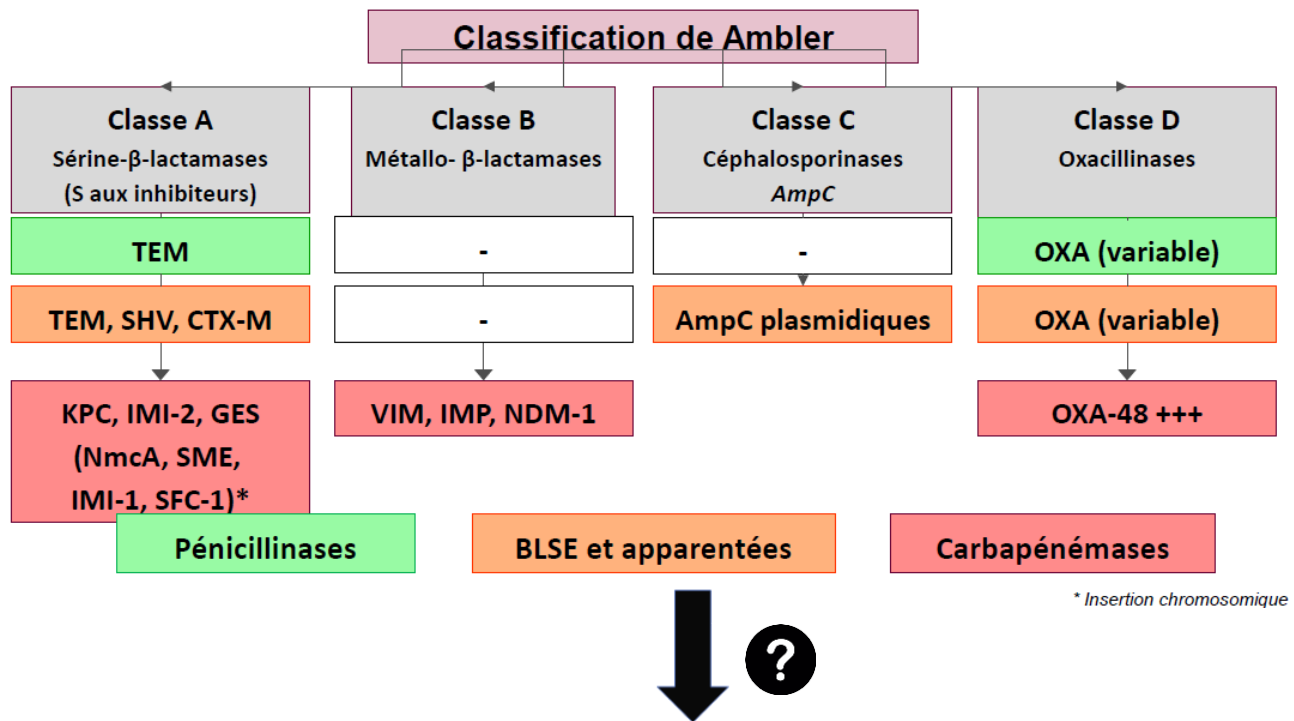 Classification de Ambler
Classe A
Sérine-β-lactamases
(S aux inhibiteurs)
Classe B
Métallo- β-lactamases
Classe C
Céphalosporinases
AmpC
Classe D
Oxacillinases
TEM
-
-
OXA (variable)
TEM, SHV, CTX-M
-
AmpC plasmidiques
OXA (variable)
KPC, IMI-2, GES
(NmcA, SME,
IMI-1, SFC-1)*
VIM, IMP, NDM-1
OXA-48 +++
Pénicillinases
BLSE et apparentées
Carbapénémases
* Insertion chromosomique
?